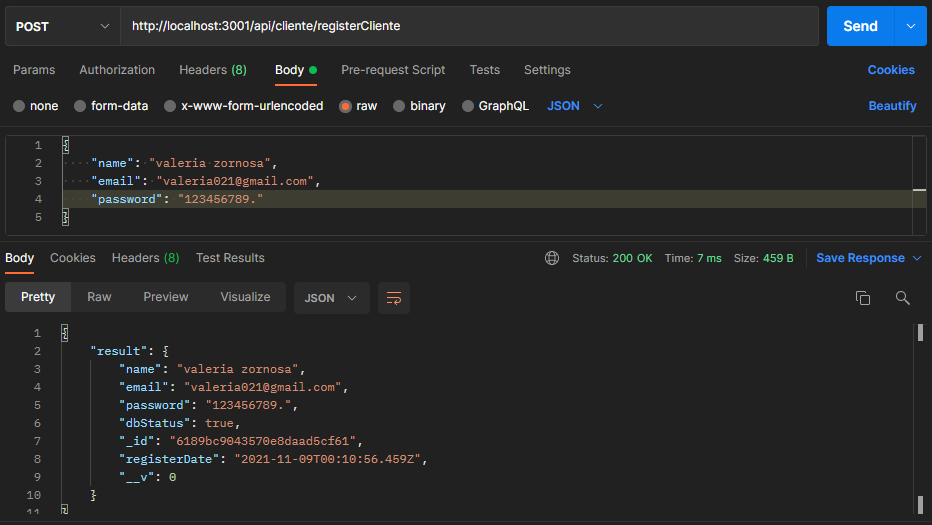 POST http://localhost:3001/api/cliente/registerCliente Send
Params Authorization Headers (8) Body Pre-request Script Tests Settings Cookies
none form-data x-www-form-urlencoded raw binary GraphQL JSON Beautify
1 {
2 "name": "valeria zornosa",
3 "email": "valeria021@gmail.com",
4 "password": "123456789."
5 }
Body Cookies Headers (8) Test Results Status: 200 OK Time: 7 ms Size: 459 B Save Response
Pretty Raw Preview Visualize JSON
1 {
2 "result": {
3 "name": "valeria zornosa",
4 "email": "valeria021@gmail.com",
5 "password": "123456789.",
6 "dbStatus": true,
7 "_id": "6189bc9043570e8daad5cf61",
8 "registerDate": "2021-11-09T00:10:56.459Z",
9 "__v": 0
10 }
11 }